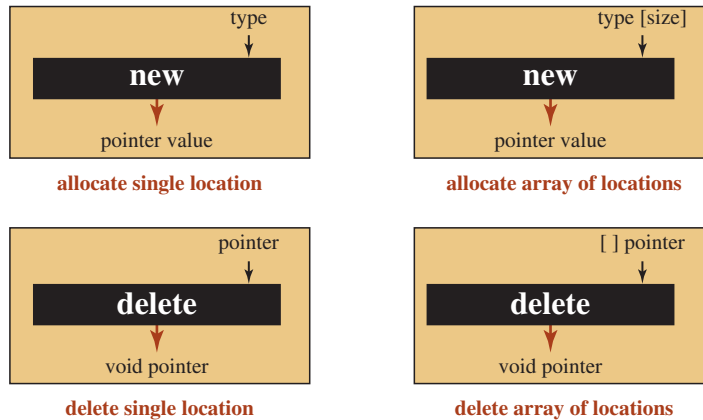 type
new
pointer value
allocate single location
type [size]
new
pointer value
allocate array of locations
pointer
delete
void pointer
delete single location
[ ] pointer
delete
void pointer
delete array of locations